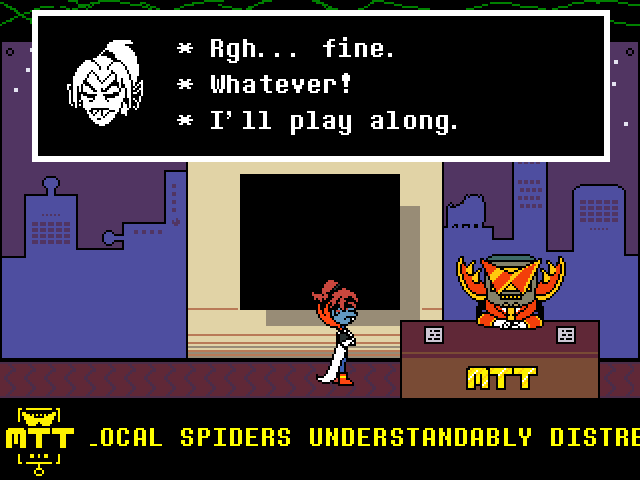 * Rgh... fine.
* Whatever!
* I'll play along.
MTT
MTT
.OCAL SPIDERS UNDERSTANDABLY DISTRE